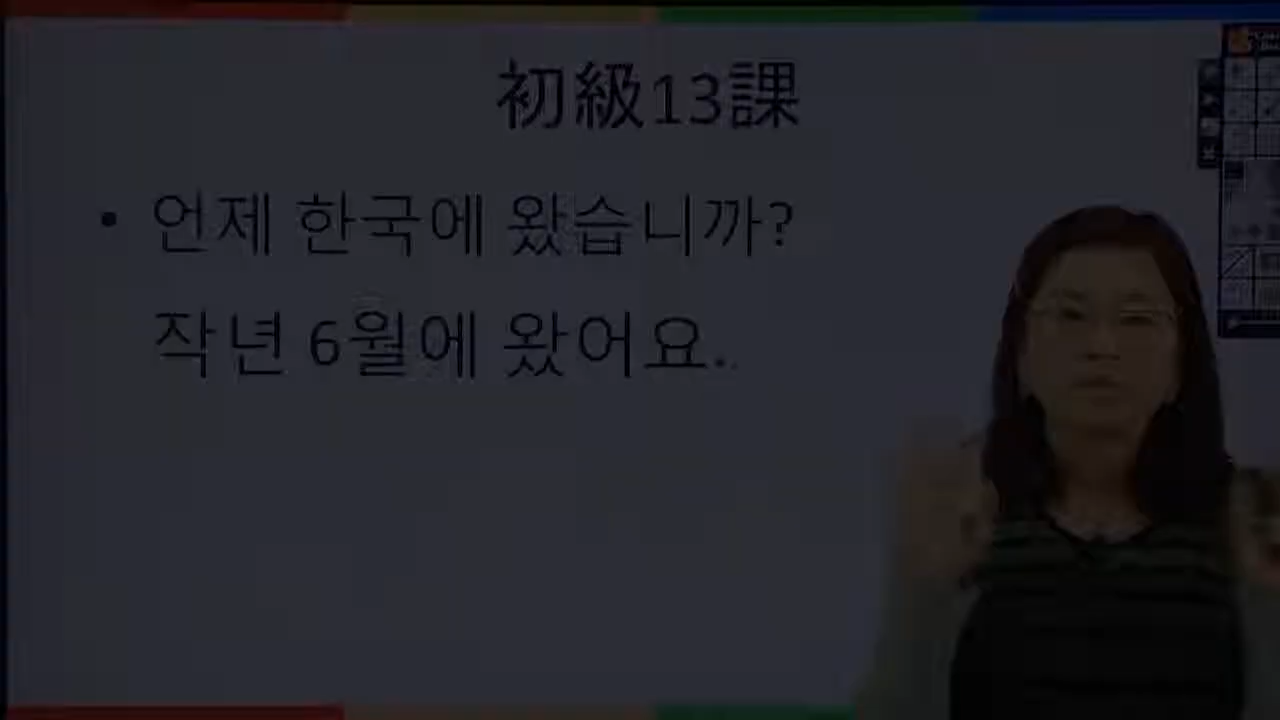 初級13課
• 언제 한국에 왔습니까?
작년 6월에 왔어요..